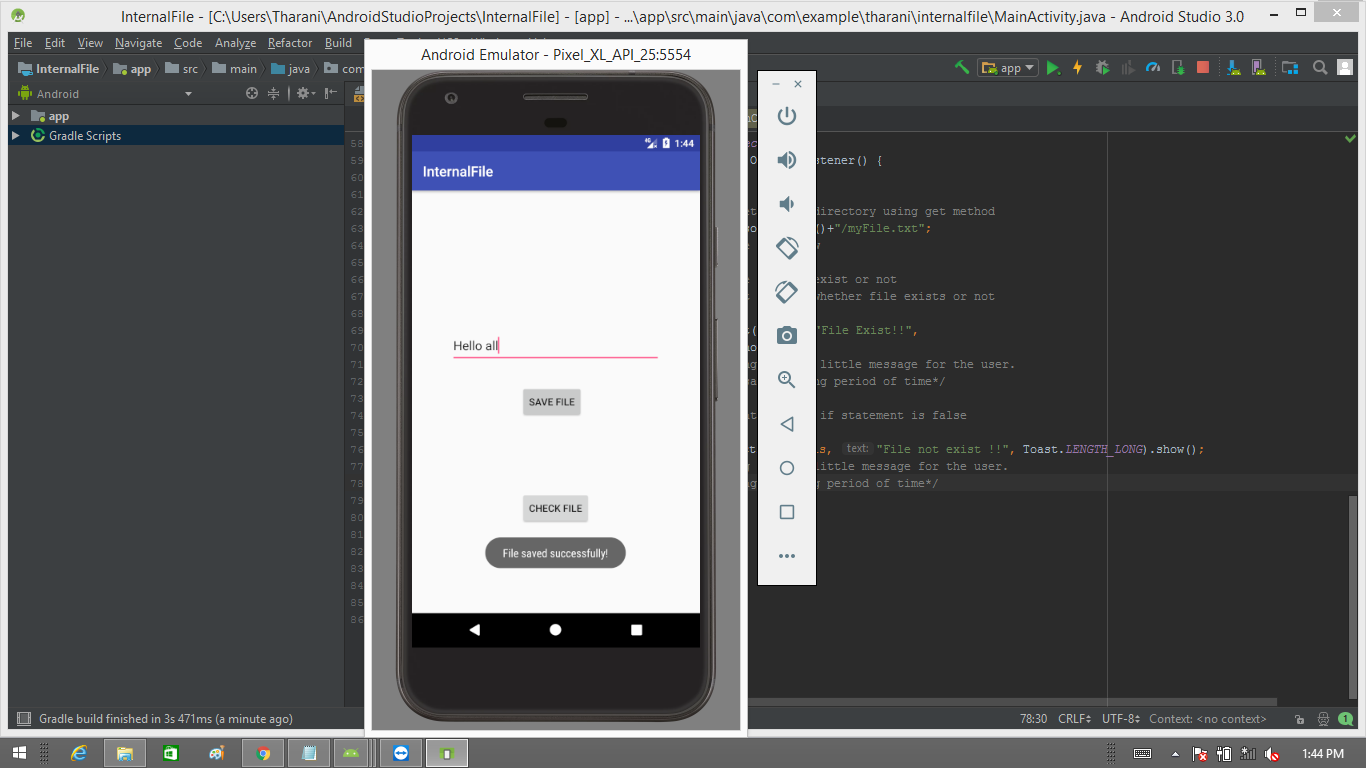 InternalFile - [C:\Users\Tharani\AndroidStudioProjects\InternalFile] - [app] - ...\app\src\main\java\com\example\tharani\internalfile\MainActivity.java - Android Studio 3.0
File Edit View Navigate Code Analyze Refactor Build
Android Emulator - Pixel_XL_API_25:5554
InternalFile app src main java com
app
Android
app
Gradle Scripts
1:44
InternalFile
Hello all
SAVE FILE
CHECK FILE
File saved successfully!
58
59 stener() {
60
61
62 directory using get method
63 ()+"/myFile.txt";
64
65
66 exist or not
67 whether file exists or not
68
69 "File Exist!!",
70
71 little message for the user.
72 period of time*/
73
74 if statement is false
75
76 text: "File not exist !!", Toast.LENGTH_LONG).show();
77 little message for the user.
78 period of time*/
79
80
81
82
83
84
85
86
Gradle build finished in 3s 471ms (a minute ago)
78:30 CRLF UTF-8 Context: <no context>
1
1:44 PM